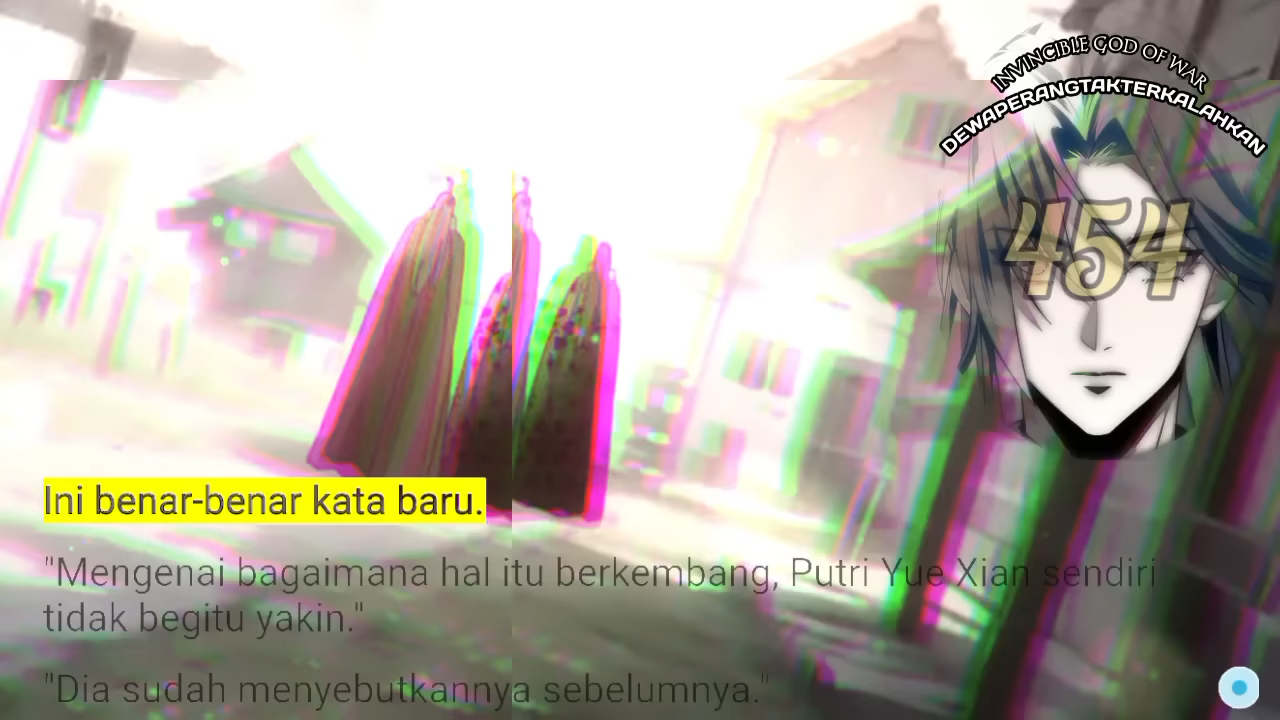 INVINCIBLE GOD OF WAR
DEWAPERANGTAKTERKALAHKAN
454
Ini benar-benar kata baru.
"Mengenai bagaimana hal itu berkembang, Putri Yue Xian sendiri
tidak begitu yakin."
"Dia sudah menyebutkannya sebelumnya."